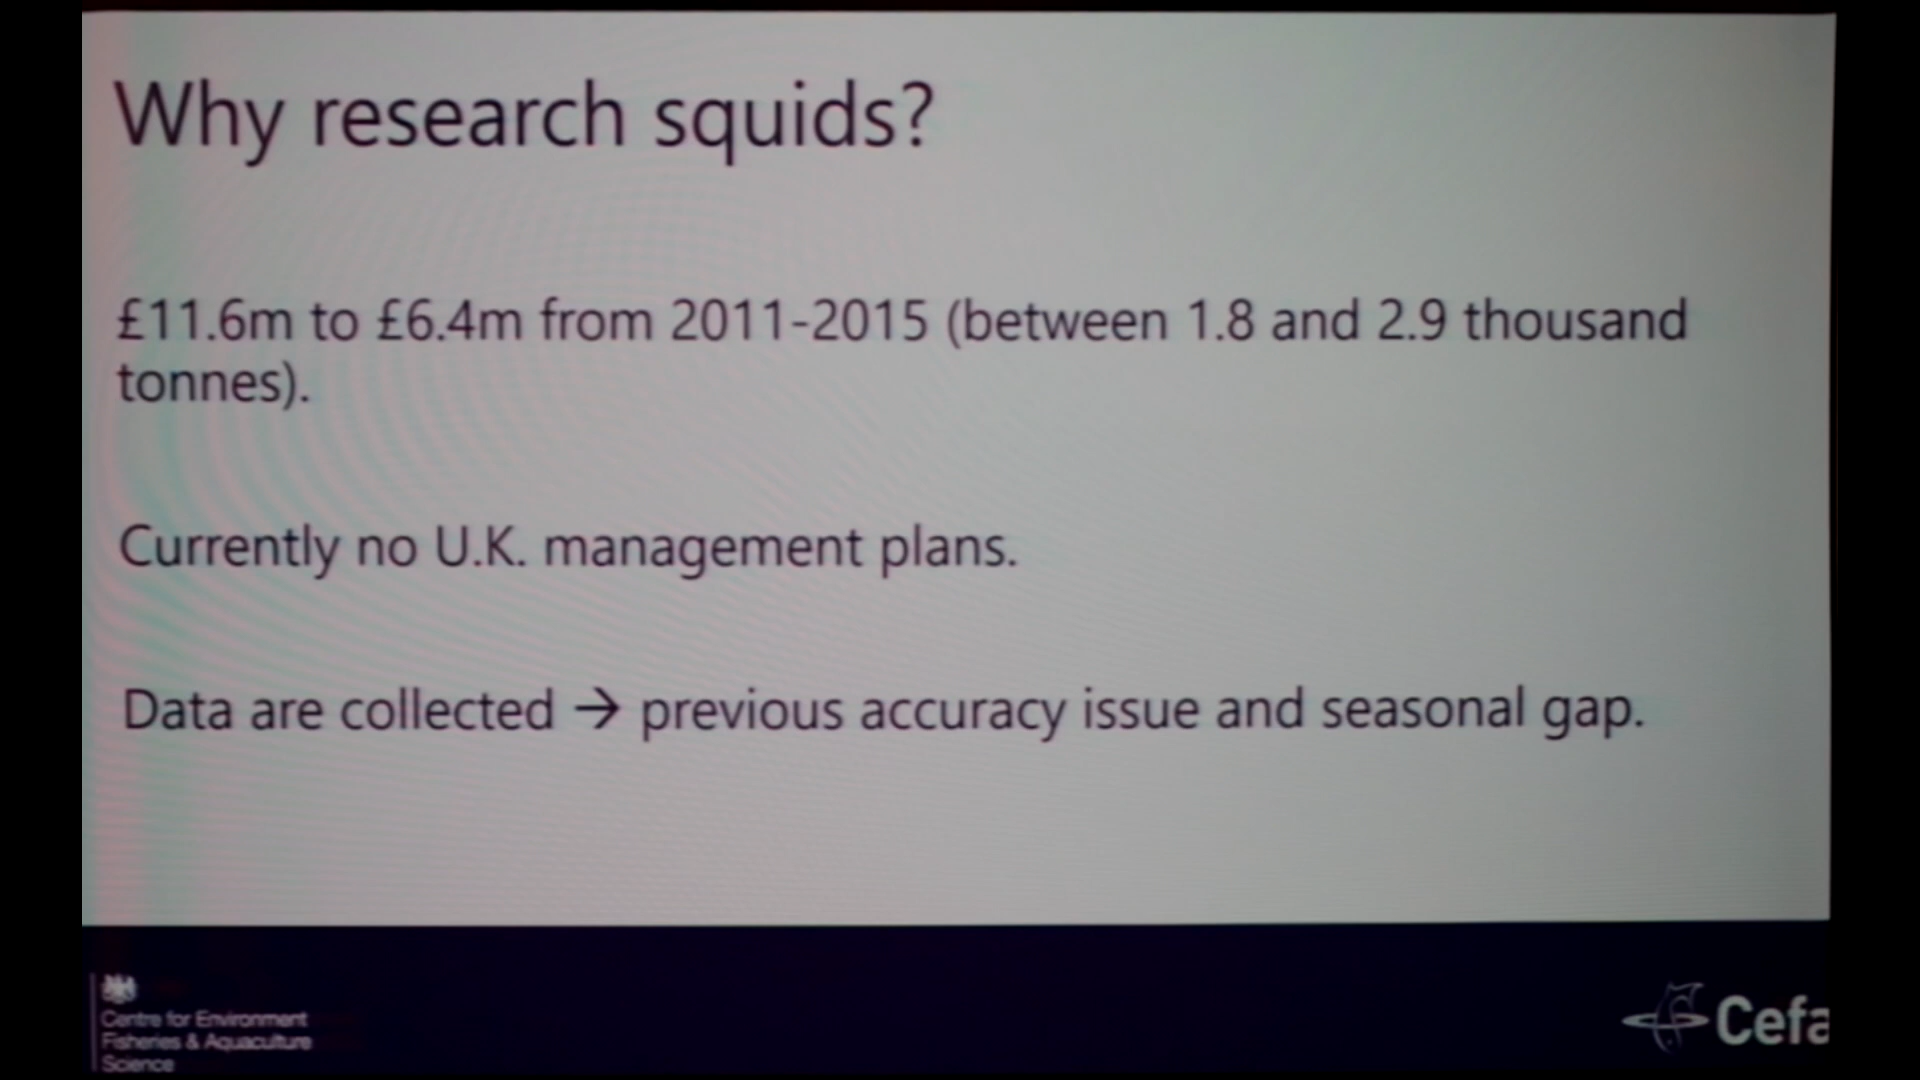 Why research squids?
£11.6m to £6.4m from 2011-2015 (between 1.8 and 2.9 thousand
tonnes).
Currently no U.K. management plans.
Data are collected → previous accuracy issue and seasonal gap.
Centre for Environment
Fisheries & Aquaculture
Science
Cefa